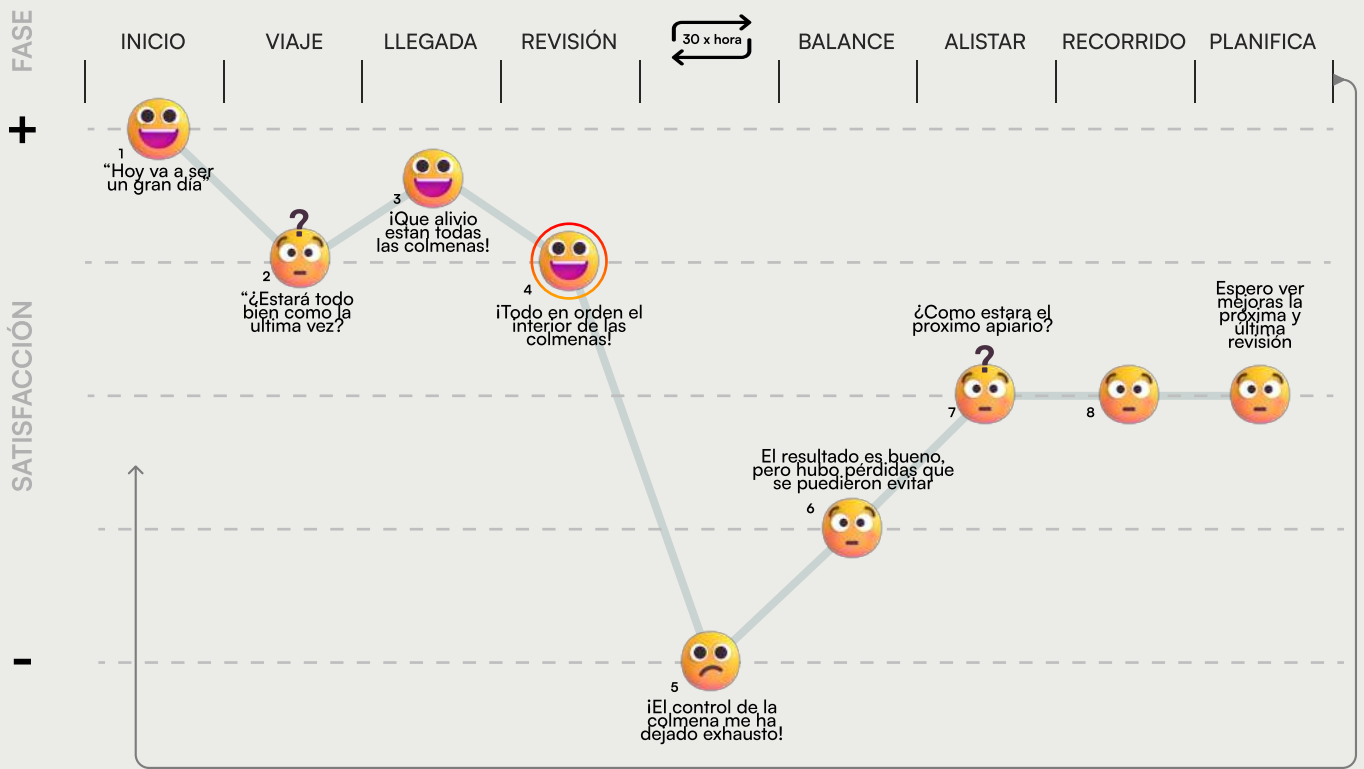 FASE
INICIO
VIAJE
LLEGADA
REVISIÓN
30 x hora
BALANCE
ALISTAR
RECORRIDO
PLANIFICA
+
SATISFACCIÓN
-
1
“Hoy va a ser
un gran día”
?
2
“¿Estará todo
bien como la
ultima vez?
3
¡Que alivio
estan todas
las colmenas!
4
¡Todo en orden el
interior de las
colmenas!
5
¡El control de la
colmena me ha
dejado exhausto!
El resultado es bueno,
pero hubo pérdidas que
se puedieron evitar
6
¿Como estara el
próximo apiario?
?
7
8
Espero ver
mejoras la
próxima y
última
revisión